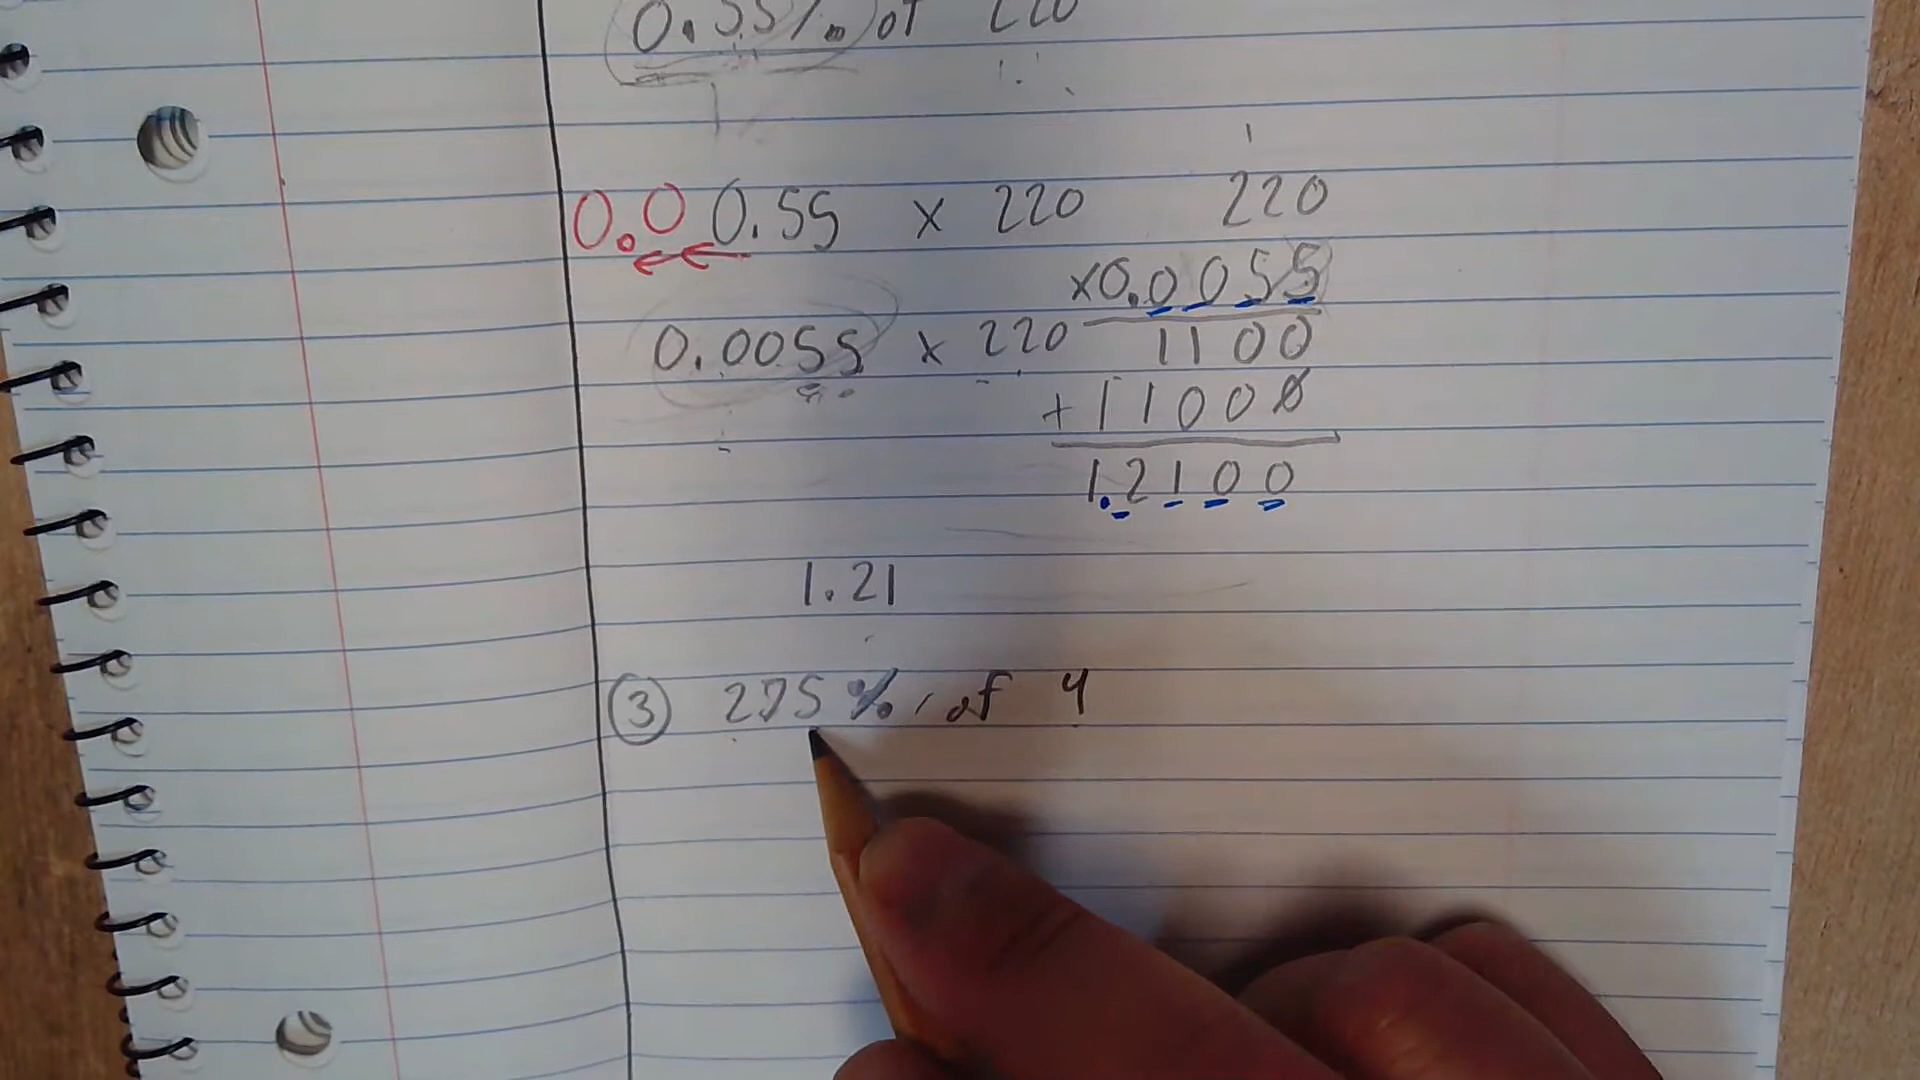 0.55% of 220
0.0 0.55 x 220
220
x0.0055
0.0055 x 220
1100
+11000
1.2100
1.21
3 275% of 4